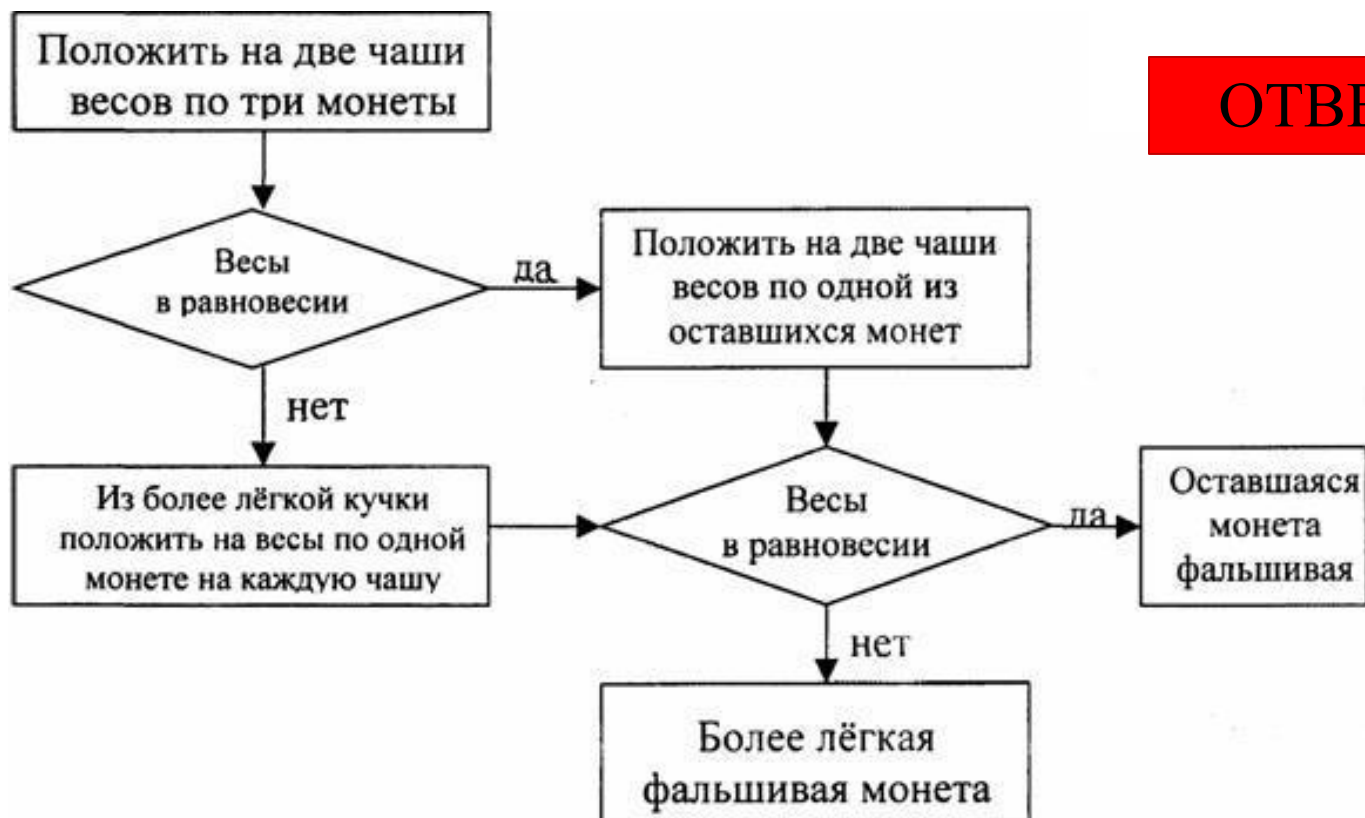 Положить на две чаши
весов по три монеты
ОТВЕ
Весы
в равновесии
да
Положить на две чаши
весов по одной из
оставшихся монет
нет
Из более лёгкой кучки
положить на весы по одной
монете на каждую чашу
Весы
в равновесии
да
Оставшаяся
монета
фальшивая
нет
Более лёгкая
фальшивая монета